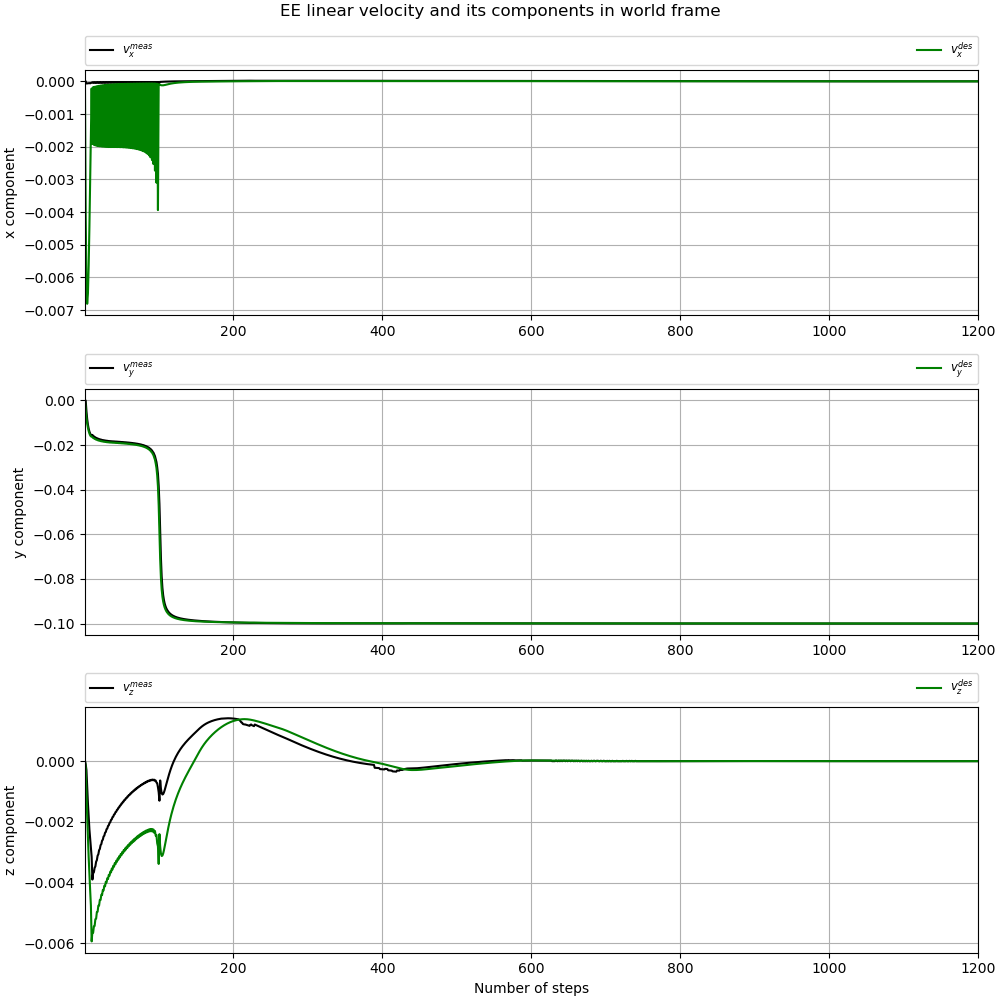 EE linear velocity and its components in world frame
v_x^meas v_x^des
0.000
−0.001
−0.002
−0.003
−0.004
−0.005
−0.006
−0.007
x component
200 400 600 800 1000 1200
v_y^meas v_y^des
0.00
−0.02
−0.04
−0.06
−0.08
−0.10
y component
200 400 600 800 1000 1200
v_z^meas v_z^des
0.000
−0.002
−0.004
−0.006
z component
200 400 600 800 1000 1200
Number of steps